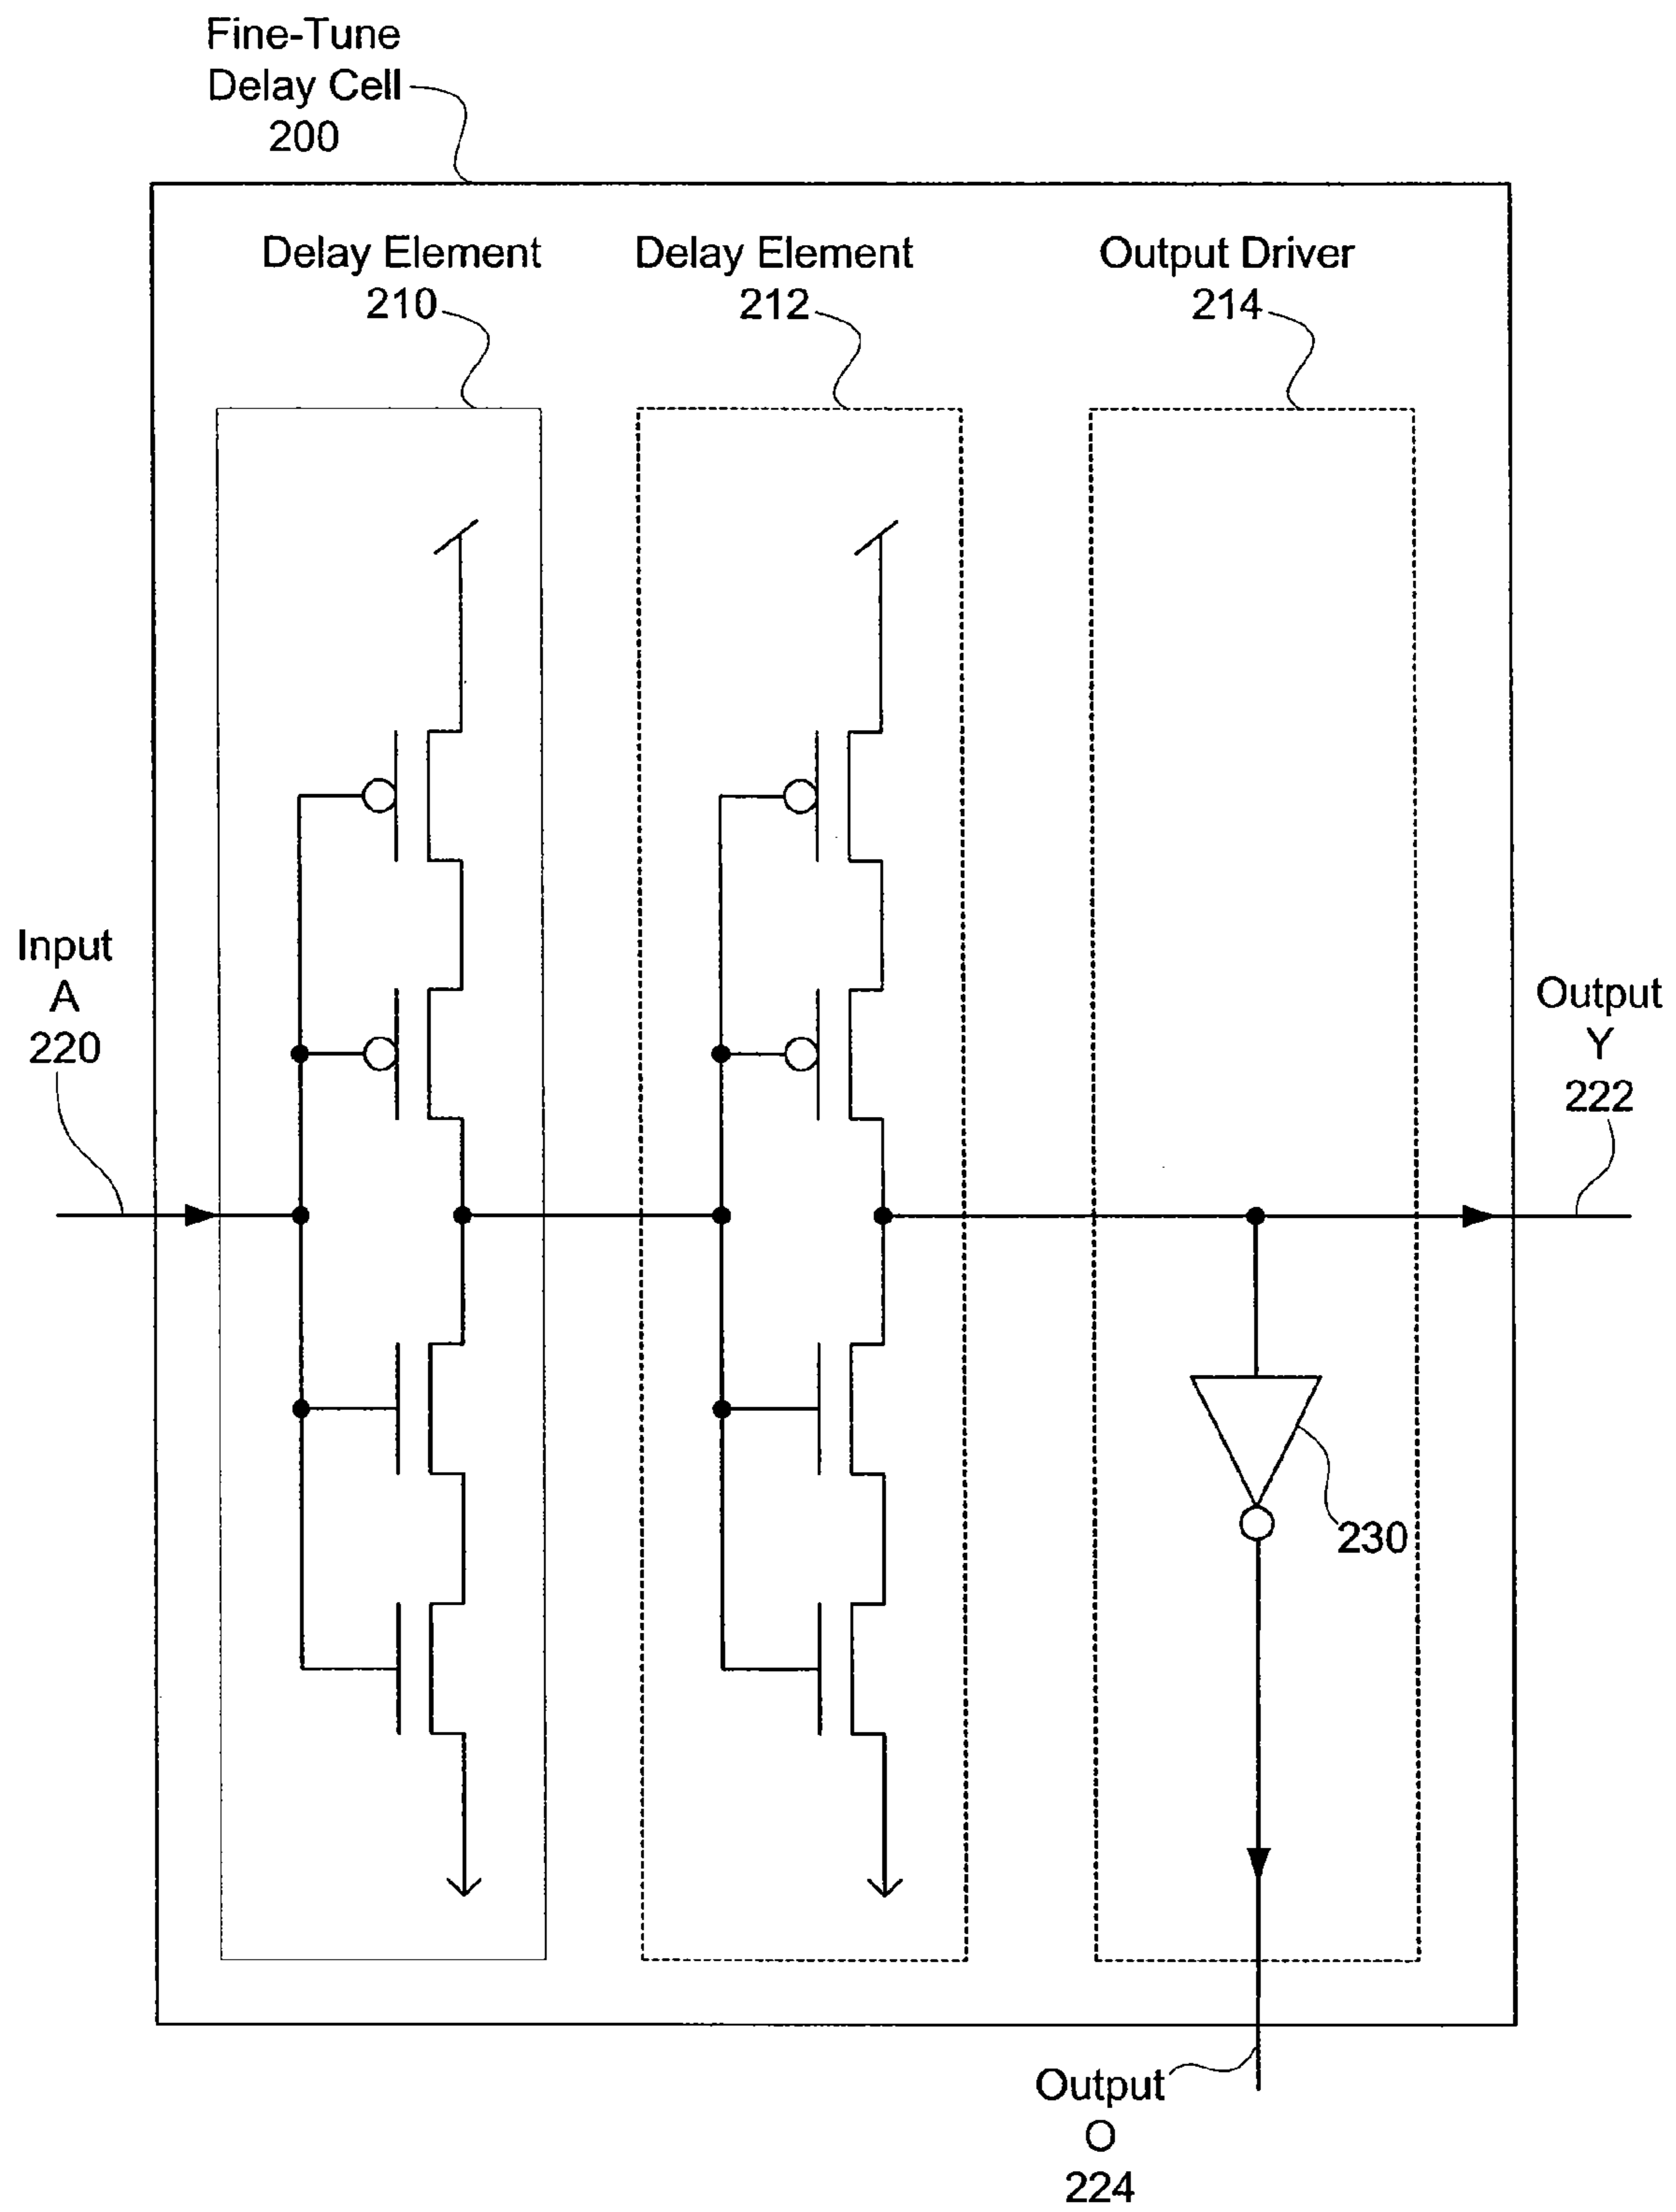 Fine-Tune
Delay Cell
200
Delay Element
210
Delay Element
212
Output Driver
214
Input
A
220
Output
Y
222
230
Output
O
224